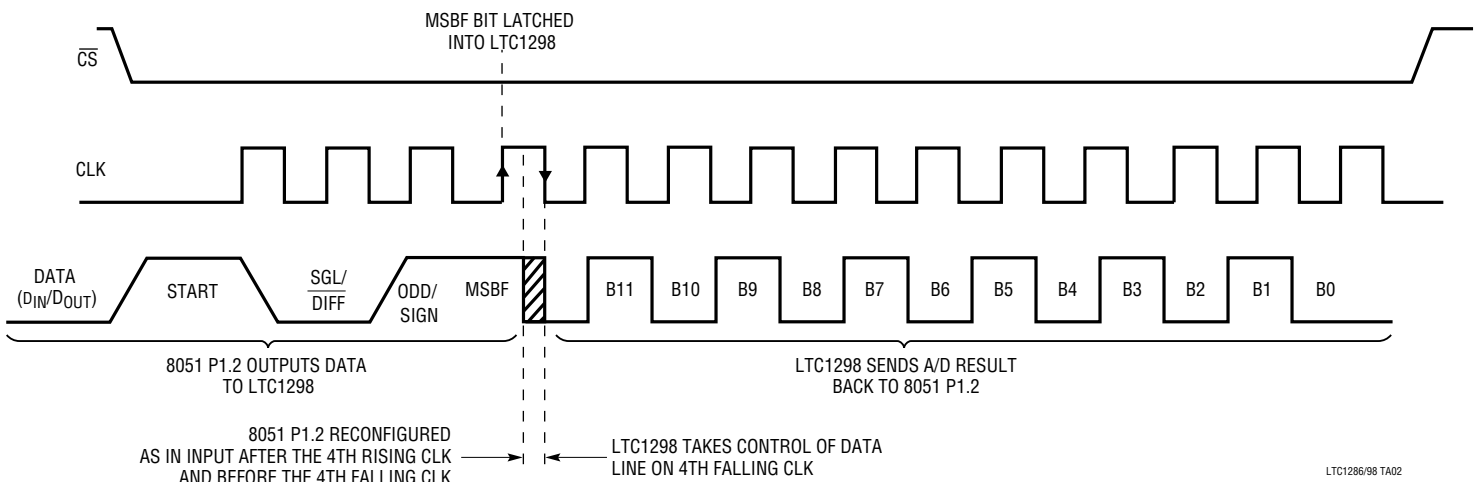 MSBF BIT LATCHED
INTO LTC1298
CS
CLK
DATA
(DIN/DOUT)
START
SGL/
DIFF
ODD/
SIGN
MSBF
B11 B10 B9 B8 B7 B6 B5 B4 B3 B2 B1 B0
8051 P1.2 OUTPUTS DATA
TO LTC1298
LTC1298 SENDS A/D RESULT
BACK TO 8051 P1.2
8051 P1.2 RECONFIGURED
AS IN INPUT AFTER THE 4TH RISING CLK
AND BEFORE THE 4TH FALLING CLK
LTC1298 TAKES CONTROL OF DATA
LINE ON 4TH FALLING CLK
LTC1286/98 TA02